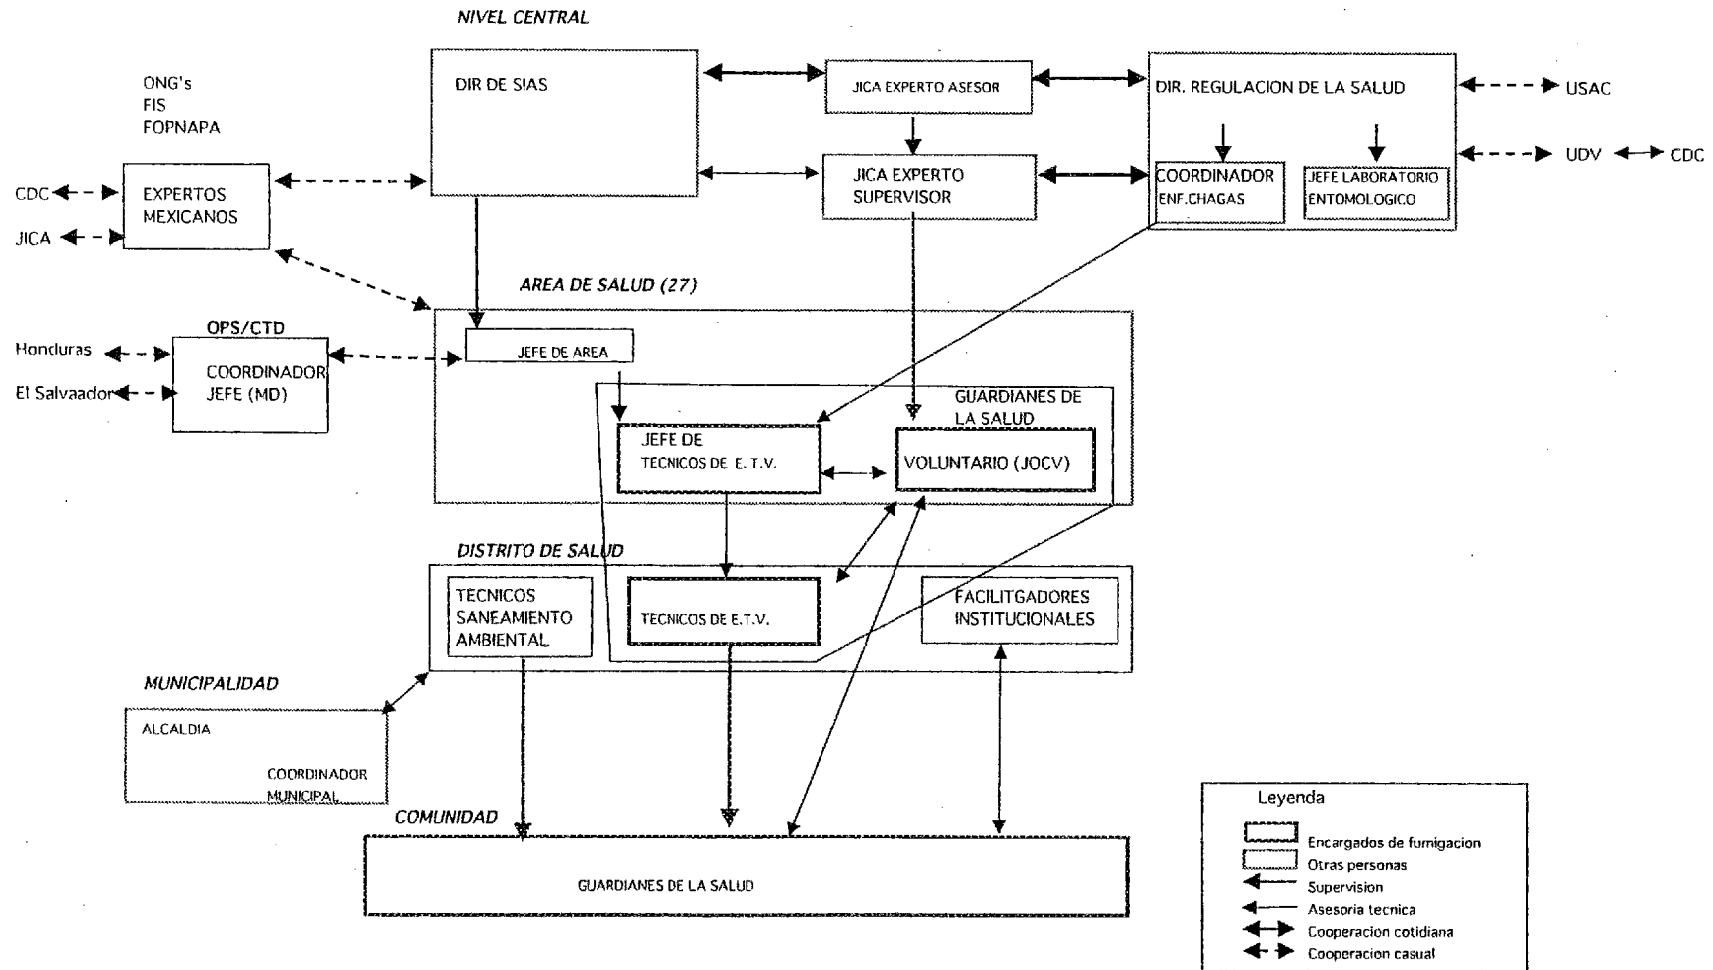 NIVEL CENTRAL
ONG's
FIS
FOPNAPA
DIR DE SIAS
JICA EXPERTO ASESOR
DIR. REGULACION DE LA SALUD
USAC
UDV
CDC
CDC
JICA
EXPERTOS
MEXICANOS
JICA EXPERTO
SUPERVISOR
COORDINADOR
ENF.CHAGAS
JEFE LABORATORIO
ENTOMOLOGICO
AREA DE SALUD (27)
OPS/CTD
Honduras
El Salvaador
COORDINADOR
JEFE (MD)
JEFE DE AREA
GUARDIANES DE
LA SALUD
JEFE DE
TECNICOS DE E. T.V.
VOLUNTARIO (JOCV)
DISTRITO DE SALUD
TECNICOS
SANEAMIENTO
AMBIENTAL
TECNICOS DE E.T.V.
FACILITGADORES
INSTITUCIONALES
MUNICIPALIDAD
ALCALDIA
COORDINADOR
MUNICIPAL
COMUNIDAD
GUARDIANES DE LA SALUD
Leyenda
Encargados de fumigacion
Otras personas
Supervision
Asesoria tecnica
Cooperacion cotidiana
Cooperacion casual